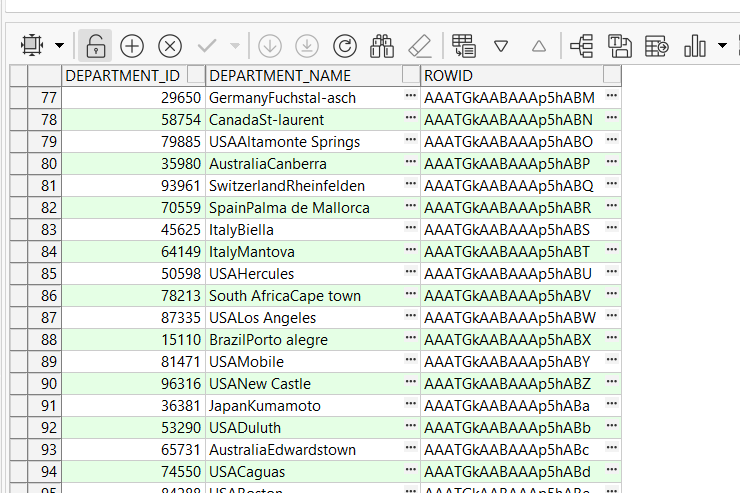 DEPARTMENT_ID DEPARTMENT_NAME ROWID
77 29650 GermanyFuchstal-asch ... AAATGkAABAAAp5hABM ...
78 58754 CanadaSt-laurent ... AAATGkAABAAAp5hABN ...
79 79885 USAAltamonte Springs ... AAATGkAABAAAp5hABO ...
80 35980 AustraliaCanberra ... AAATGkAABAAAp5hABP ...
81 93961 SwitzerlandRheinfelden ... AAATGkAABAAAp5hABQ ...
82 70559 SpainPalma de Mallorca ... AAATGkAABAAAp5hABR ...
83 45625 ItalyBiella ... AAATGkAABAAAp5hABS ...
84 64149 ItalyMantova ... AAATGkAABAAAp5hABT ...
85 50598 USAHercules ... AAATGkAABAAAp5hABU ...
86 78213 South AfricaCape town ... AAATGkAABAAAp5hABV ...
87 87335 USALos Angeles ... AAATGkAABAAAp5hABW ...
88 15110 BrazilPorto alegre ... AAATGkAABAAAp5hABX ...
89 81471 USAMobile ... AAATGkAABAAAp5hABY ...
90 96316 USANew Castle ... AAATGkAABAAAp5hABZ ...
91 36381 JapanKumamoto ... AAATGkAABAAAp5hABa ...
92 53290 USADuluth ... AAATGkAABAAAp5hABb ...
93 65731 AustraliaEdwardstown ... AAATGkAABAAAp5hABc ...
94 74550 USACaguas ... AAATGkAABAAAp5hABd ...